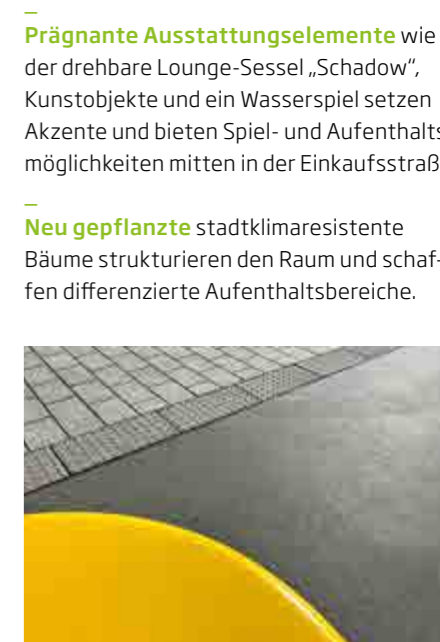 –
Prägnante Ausstattungselemente wie
der drehbare Lounge-Sessel „Schadow“,
Kunstobjekte und ein Wasserspiel setzen
Akzente und bieten Spiel- und Aufenthalts
möglichkeiten mitten in der Einkaufsstraß
–
Neu gepflanzte stadtklimaresistente
Bäume strukturieren den Raum und schaf-
fen differenzierte Aufenthaltsbereiche.